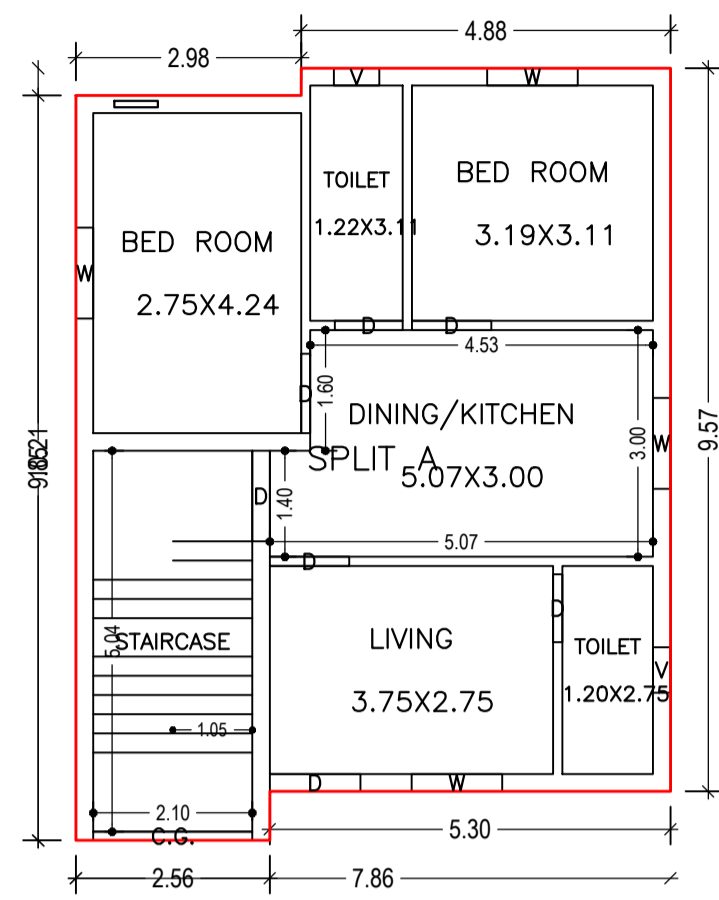 4.88
2.98
V
W
TOILET
1.22X3.11
BED ROOM
3.19X3.11
BED ROOM
2.75X4.24
W
D
D
4.53
D
1.60
DINING/KITCHEN
5.07X3.00
3.00
W
9.57
SPLIT A
D
1.40
5.07
D
LIVING
3.75X2.75
D
TOILET
1.20X2.75
V
STAIRCASE
5.04
1.05
D
W
2.10
C.G.
5.30
2.56
7.86